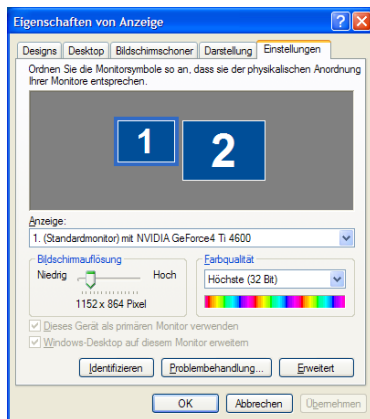 Eigenschaften von Anzeige
Designs Desktop Bildschirmschoner Darstellung Einstellungen
Ordnen Sie die Monitorsymbole so an, dass sie der physikalischen Anordnung
Ihrer Monitore entsprechen.
1 2
Anzeige:
1. (Standardmonitor) mit NVIDIA GeForce4 Ti 4600
Bildschirmauflösung Farbqualität
Niedrig Hoch Höchste (32 Bit)
1152 x 864 Pixel
Dieses Gerät als primären Monitor verwenden
Windows-Desktop auf diesem Monitor erweitern
Identifizieren Problembehandlung... Erweitert
OK Abbrechen Übernehmen